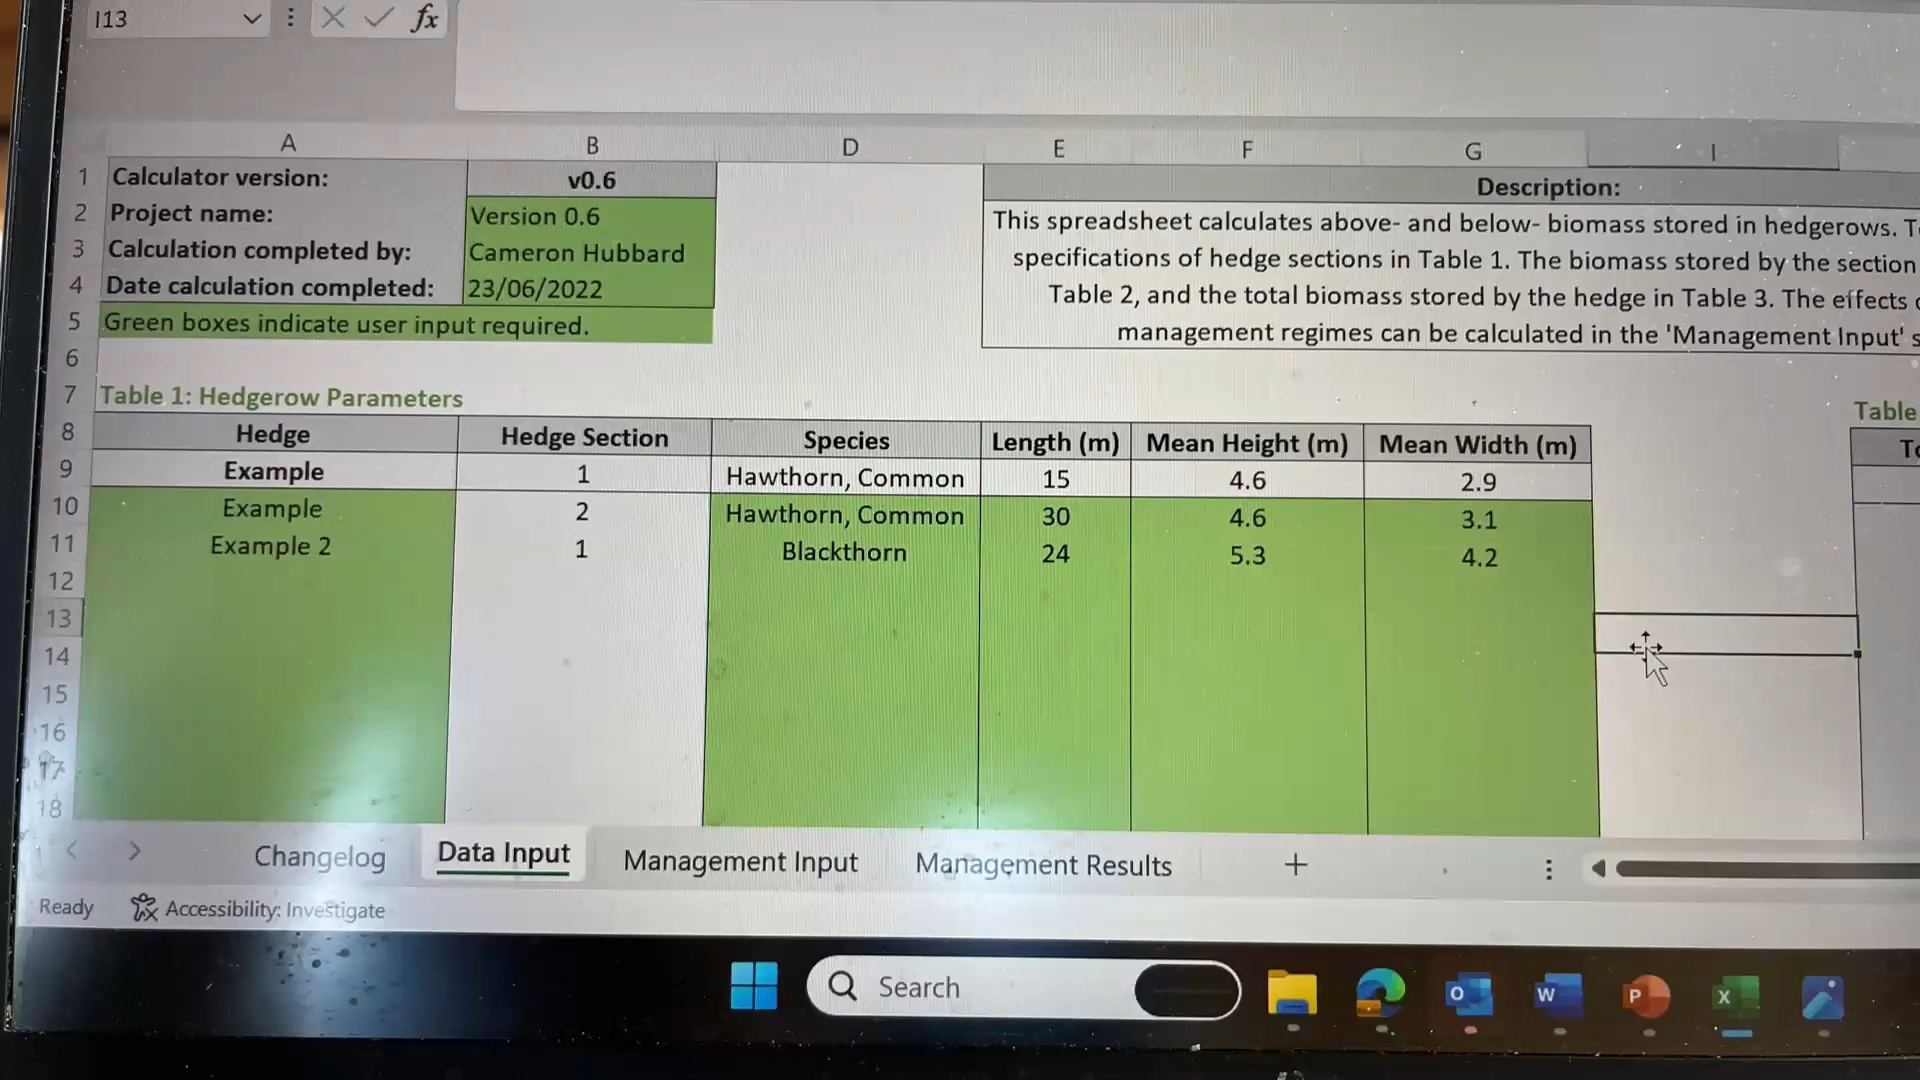 I13
fx
A B D E F G I
1 Calculator version: v0.6
2 Project name: Version 0.6
3 Calculation completed by: Cameron Hubbard
4 Date calculation completed: 23/06/2022
5 Green boxes indicate user input required.
Description:
This spreadsheet calculates above- and below- biomass stored in hedgerows.
specifications of hedge sections in Table 1. The biomass stored by the section
Table 2, and the total biomass stored by the hedge in Table 3. The effects
management regimes can be calculated in the 'Management Input'
6
7 Table 1: Hedgerow Parameters Table
8 Hedge Hedge Section Species Length (m) Mean Height (m) Mean Width (m)
9 Example 1 Hawthorn, Common 15 4.6 2.9
10 Example 2 Hawthorn, Common 30 4.6 3.1
11 Example 2 1 Blackthorn 24 5.3 4.2
12
13
14
15
16
17
18
Changelog Data Input Management Input Management Results +
Ready Accessibility: Investigate
Search
O W P X